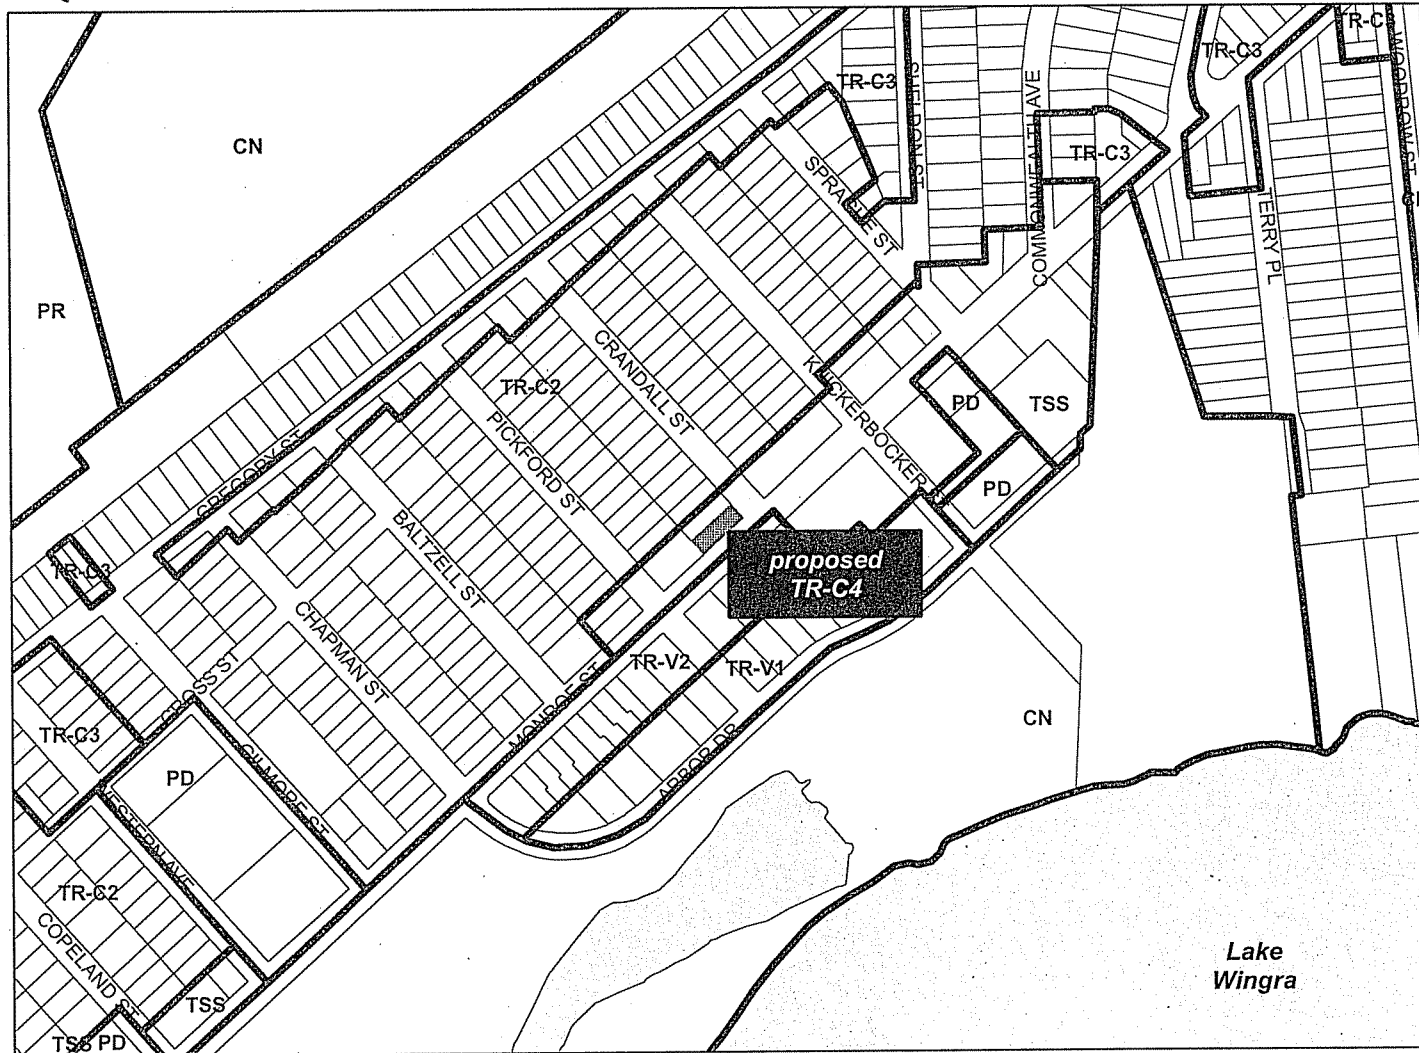 TR-C
TR-C3
WOODROW ST
TR-C3
SHELDON ST
COMMONWEALTH AVE
CN
TR-C3
SPRAGUE ST
TERRY PL
PR
CRANDALL ST
KNICKERBOCKER
TR-C2
PD
TSS
PICKFORD ST
GREGORY ST
PD
BALTZELL ST
proposed
TR-C4
TR-C3
CHAPMAN ST
TR-V2
TR-V1
CROSS ST
MONROE ST
CN
TR-C3
GILMORE ST
PD
ARBOR DR
WESTERN AVE
TR-C2
COPELAND ST
Lake
Wingra
TSS
TSS PD